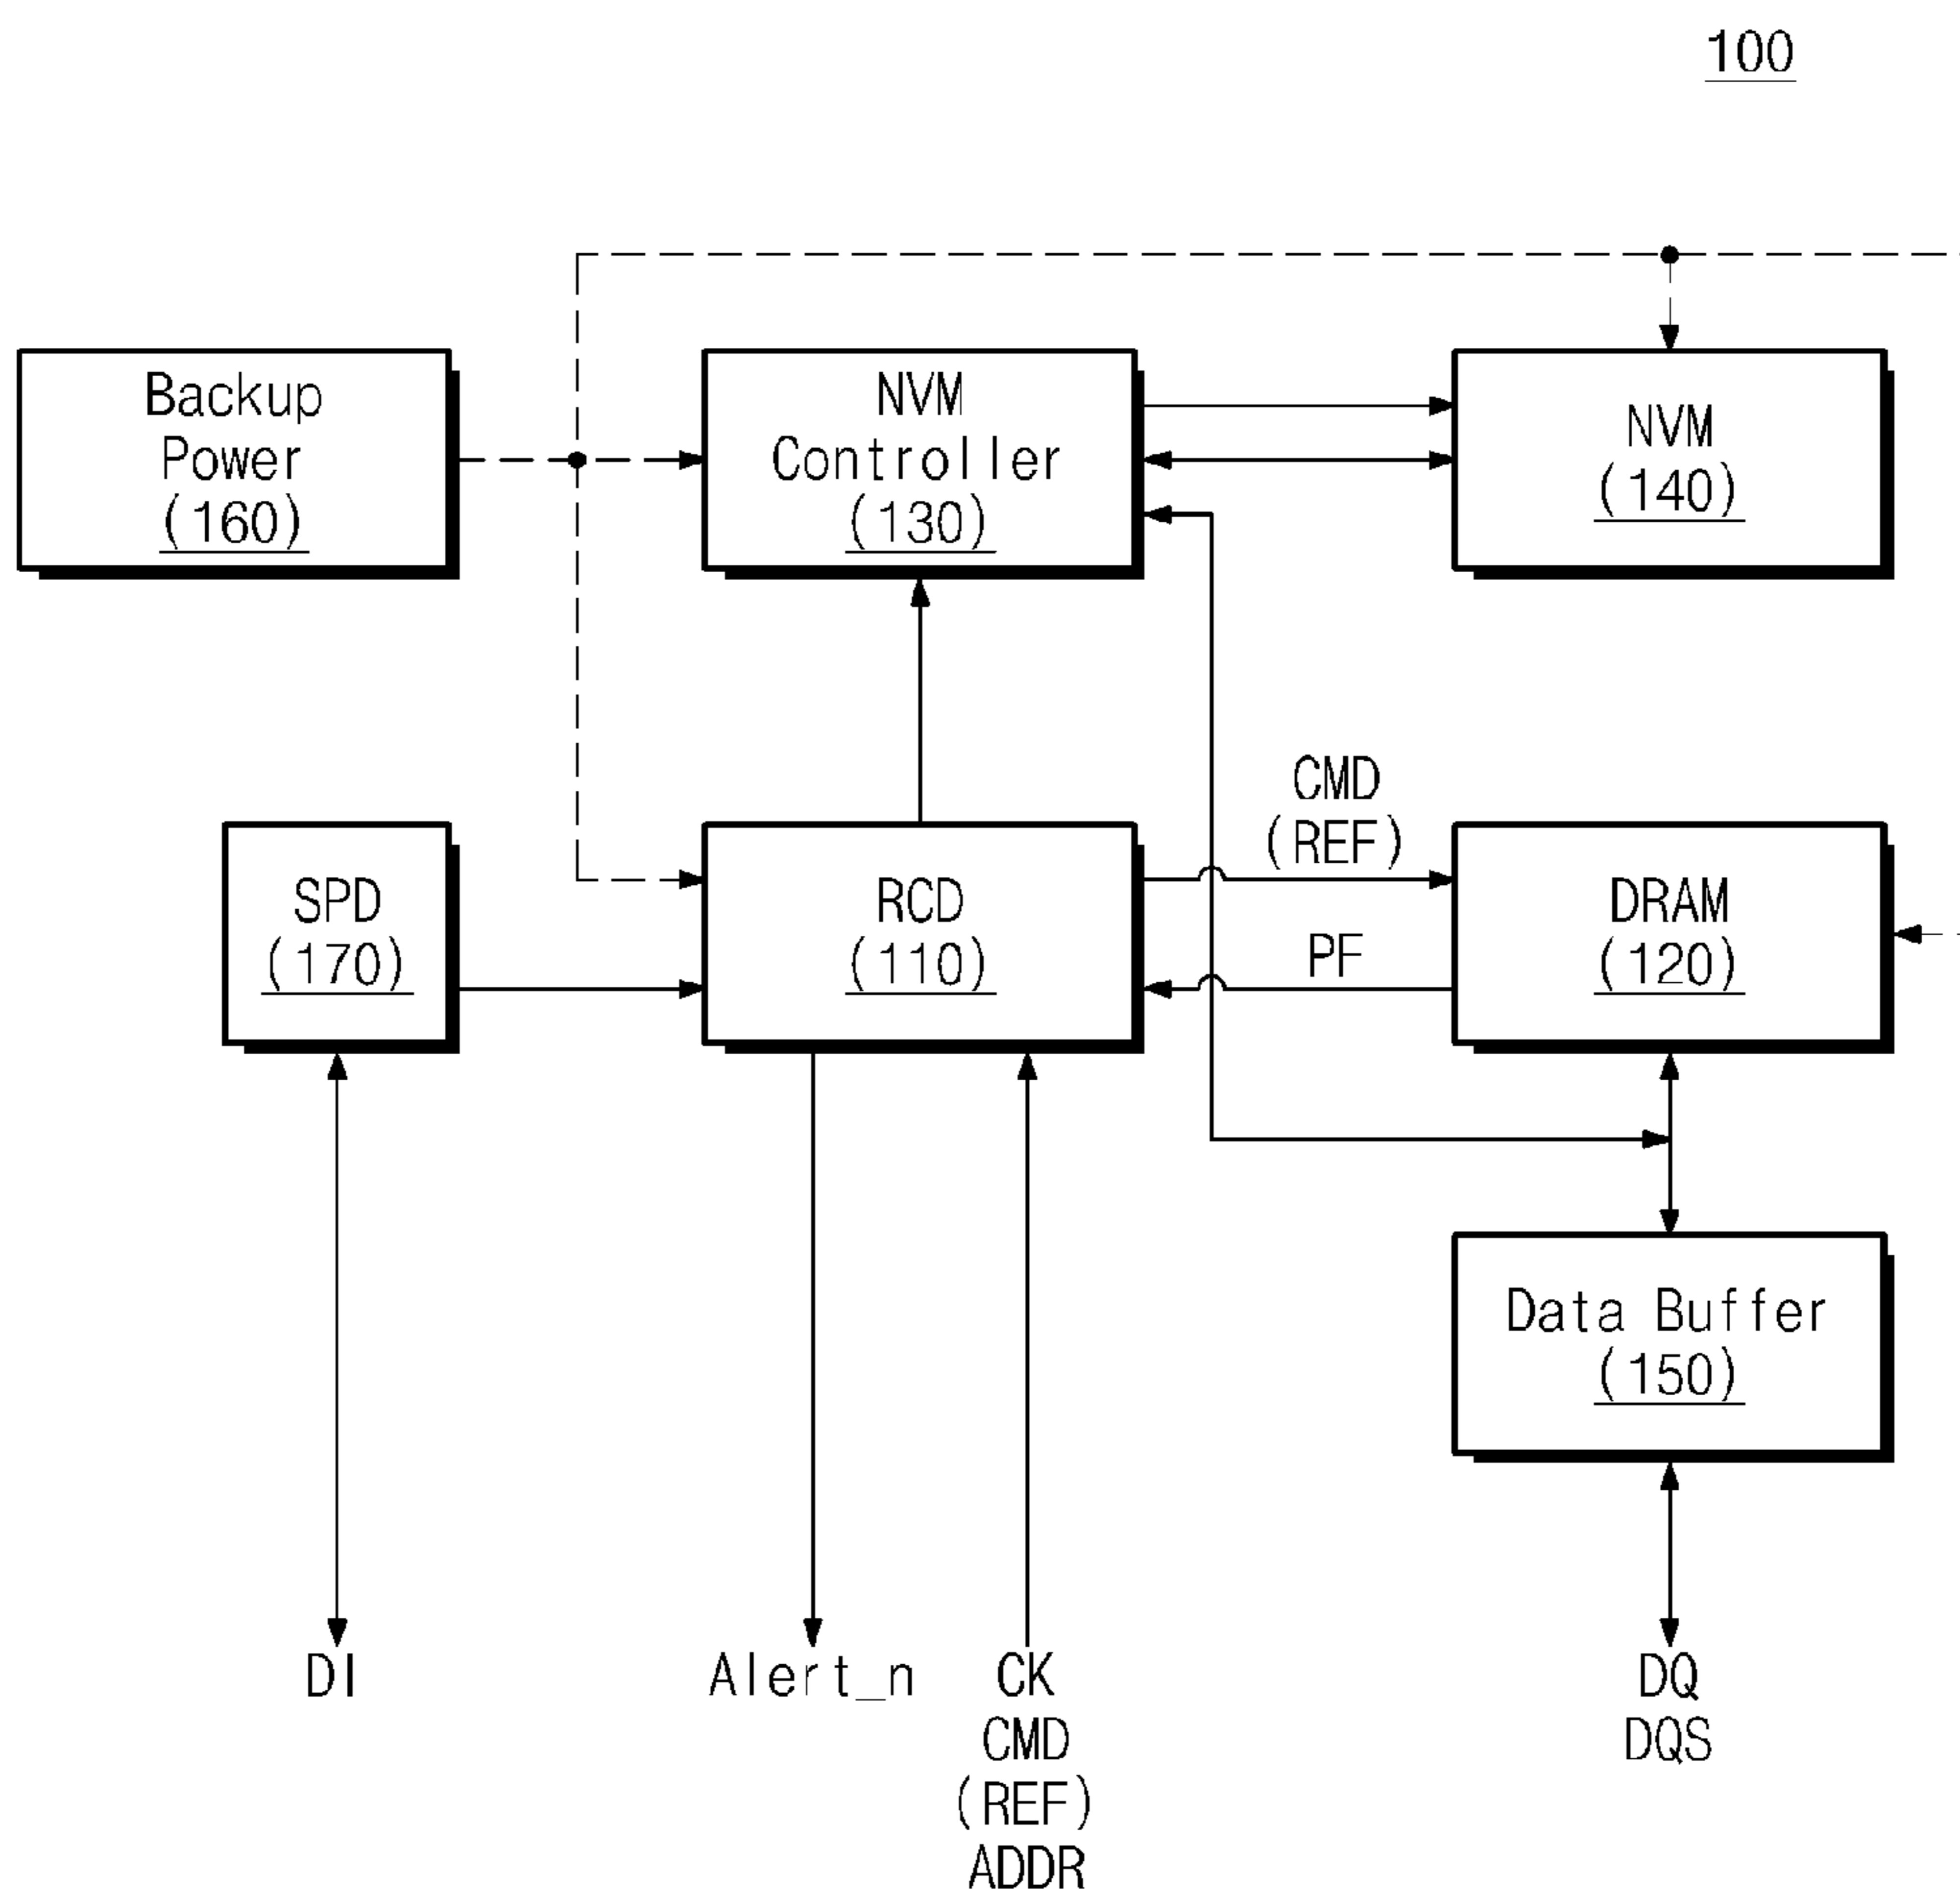 100
Backup
Power
(160)
NVM
Controller
(130)
NVM
(140)
CMD
(REF)
SPD
(170)
RCD
(110)
PF
DRAM
(120)
Data Buffer
(150)
DI
Alert_n
CK
CMD
(REF)
ADDR
DQ
DQS